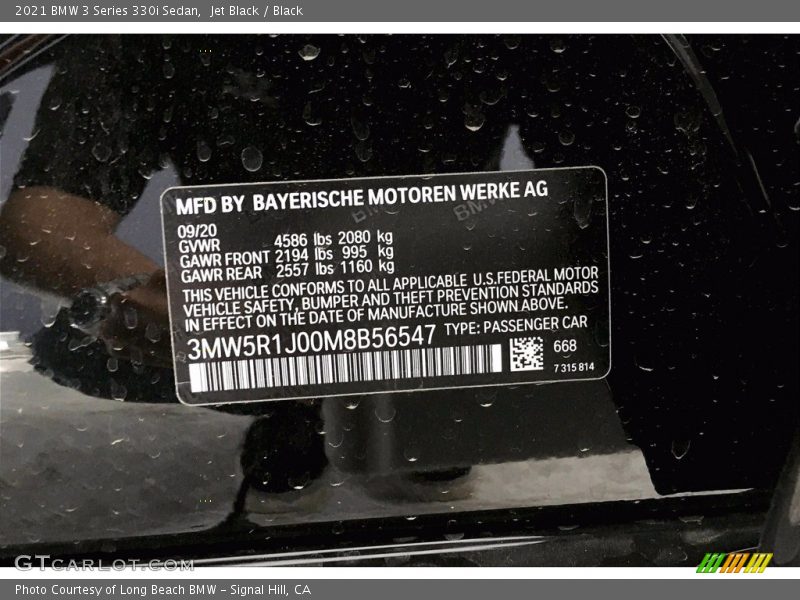 2021 BMW 3 Series 330i Sedan,  Jet Black / Black
MFD BY BAYERISCHE MOTOREN WERKE AG
09/20
GVWR 4586 lbs 2080 kg
GAWR FRONT 2194 lbs 995 kg
GAWR REAR 2557 lbs 1160 kg
THIS VEHICLE CONFORMS TO ALL APPLICABLE U.S.FEDERAL MOTOR
VEHICLE SAFETY, BUMPER AND THEFT PREVENTION STANDARDS
IN EFFECT ON THE DATE OF MANUFACTURE SHOWN ABOVE.
3MW5R1J00M8B56547 TYPE: PASSENGER CAR
668
7 315 814
GTCARLOT.COM
Photo Courtesy of Long Beach BMW - Signal Hill, CA